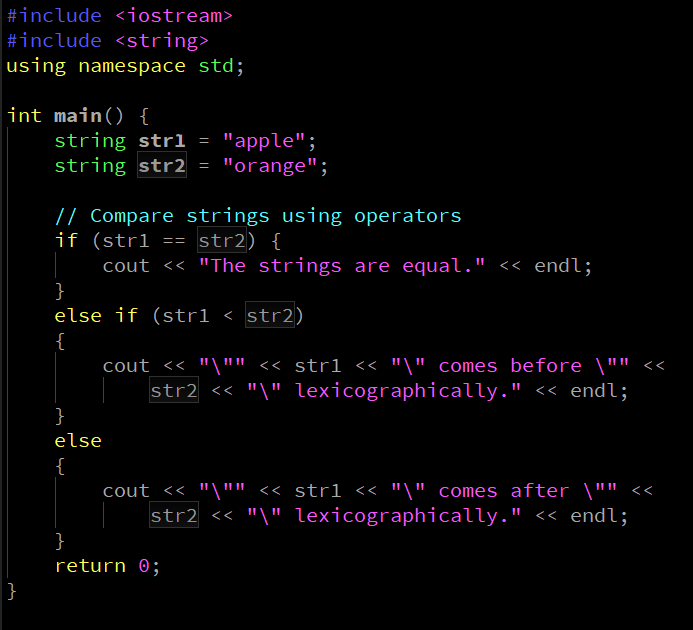 #include <iostream>
#include <string>
using namespace std;

int main() {
    string str1 = "apple";
    string str2 = "orange";

    // Compare strings using operators
    if (str1 == str2) {
        cout << "The strings are equal." << endl;
    }
    else if (str1 < str2)
    {
        cout << "\"" << str1 << "\" comes before \"" <<
            str2 << "\" lexicographically." << endl;
    }
    else
    {
        cout << "\"" << str1 << "\" comes after \"" <<
            str2 << "\" lexicographically." << endl;
    }
    return 0;
}